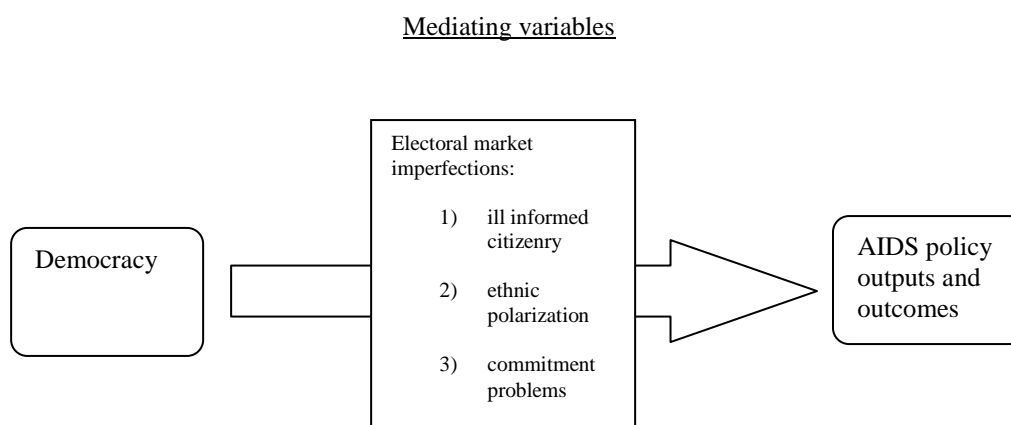 Mediating variables
Electoral market
imperfections:
1) ill informed
citizenry
2) ethnic
polarization
3) commitment
problems
Democracy
AIDS policy
outputs and
outcomes